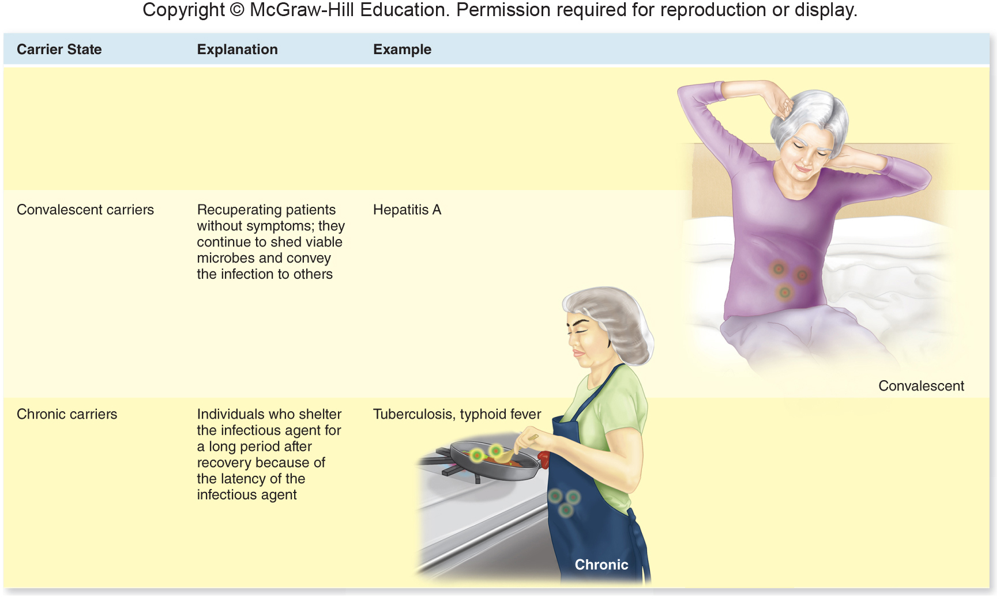 Copyright © McGraw-Hill Education. Permission required for reproduction or display.
Carrier State Explanation Example
Convalescent carriers
Recuperating patients
without symptoms; they
continue to shed viable
microbes and convey
the infection to others
Hepatitis A
Convalescent
Chronic carriers
Individuals who shelter
the infectious agent for
a long period after
recovery because of
the latency of the
infectious agent
Tuberculosis, typhoid fever
Chronic